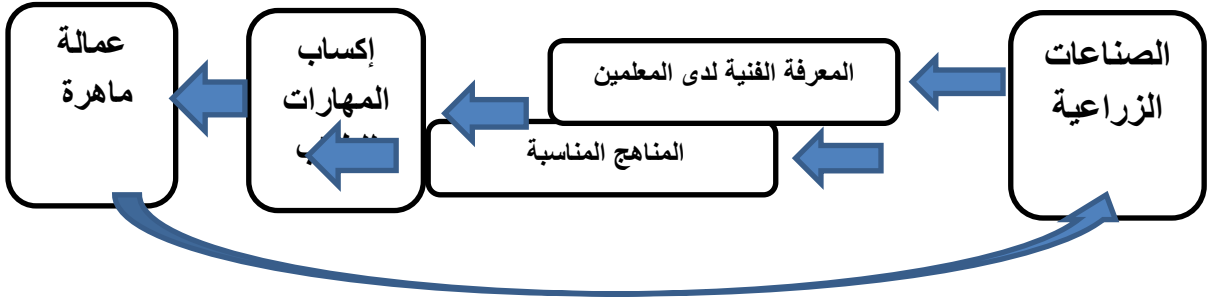 الصناعات
الزراعية
المعرفة الفنية لدى المعلمين
المناهج المناسبة
إكساب
المهارات
عمالة
ماهرة